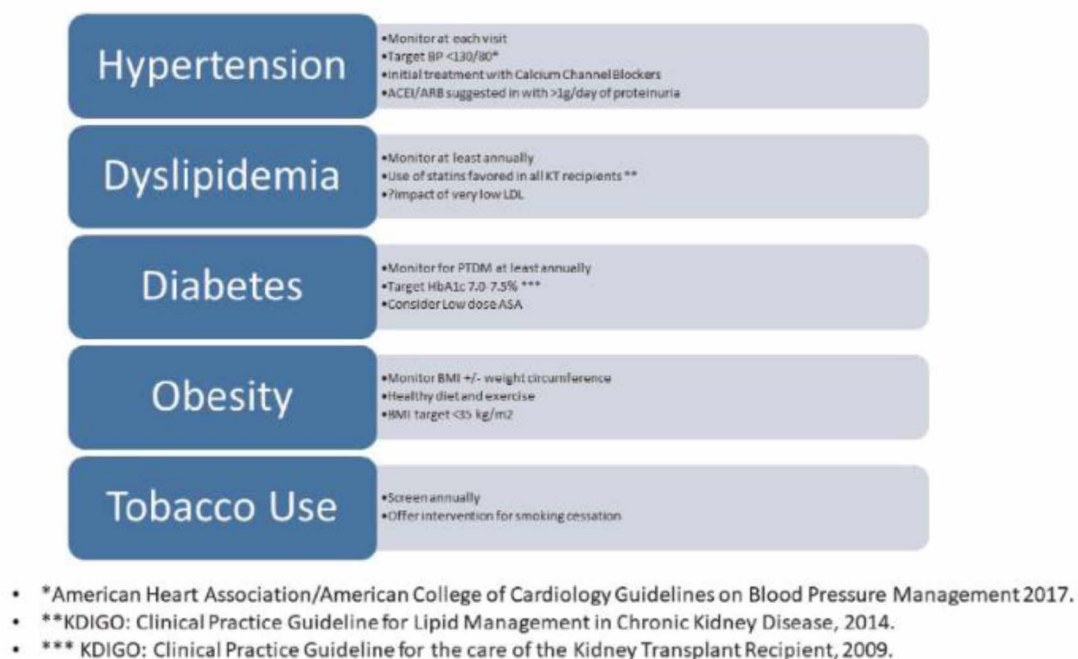 Hypertension
•Monitor at each visit
•Target BP <130/80*
•Initial treatment with Calcium Channel Blockers
•ACEI/ARB suggested in with >1g/day of proteinuria
Dyslipidemia
•Monitor at least annually
•Use of statins favored in all KT recipients **
•?impact of very low LDL
Diabetes
•Monitor for PTDM at least annually
•Target HbA1c 7.0-7.5% ***
•Consider Low dose ASA
Obesity
•Monitor BMI +/- weight circumference
•Healthy diet and exercise
•BMI target <35 kg/m2
Tobacco Use
•Screen annually
•Offer intervention for smoking cessation
• *American Heart Association/American College of Cardiology Guidelines on Blood Pressure Management 2017.
• **KDIGO: Clinical Practice Guideline for Lipid Management in Chronic Kidney Disease, 2014.
• *** KDIGO: Clinical Practice Guideline for the care of the Kidney Transplant Recipient, 2009.